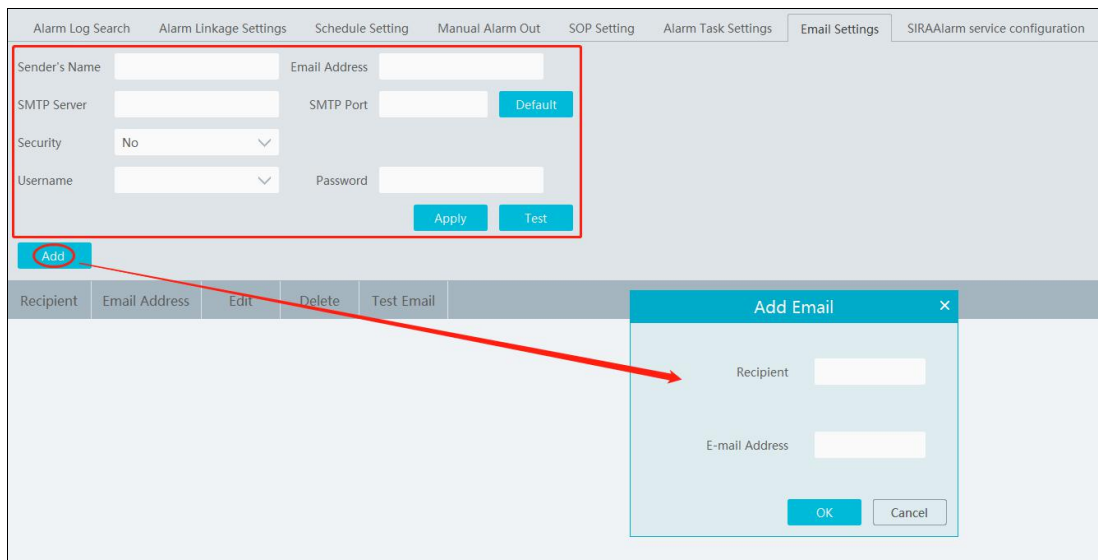 Alarm Log Search Alarm Linkage Settings Schedule Setting Manual Alarm Out SOP Setting Alarm Task Settings Email Settings SIRAAlarm service configuration
Sender's Name Email Address
SMTP Server SMTP Port Default
Security No
Username Password
Apply Test
Add
Recipient Email Address Edit Delete Test Email
Add Email ×
Recipient
E-mail Address
OK Cancel